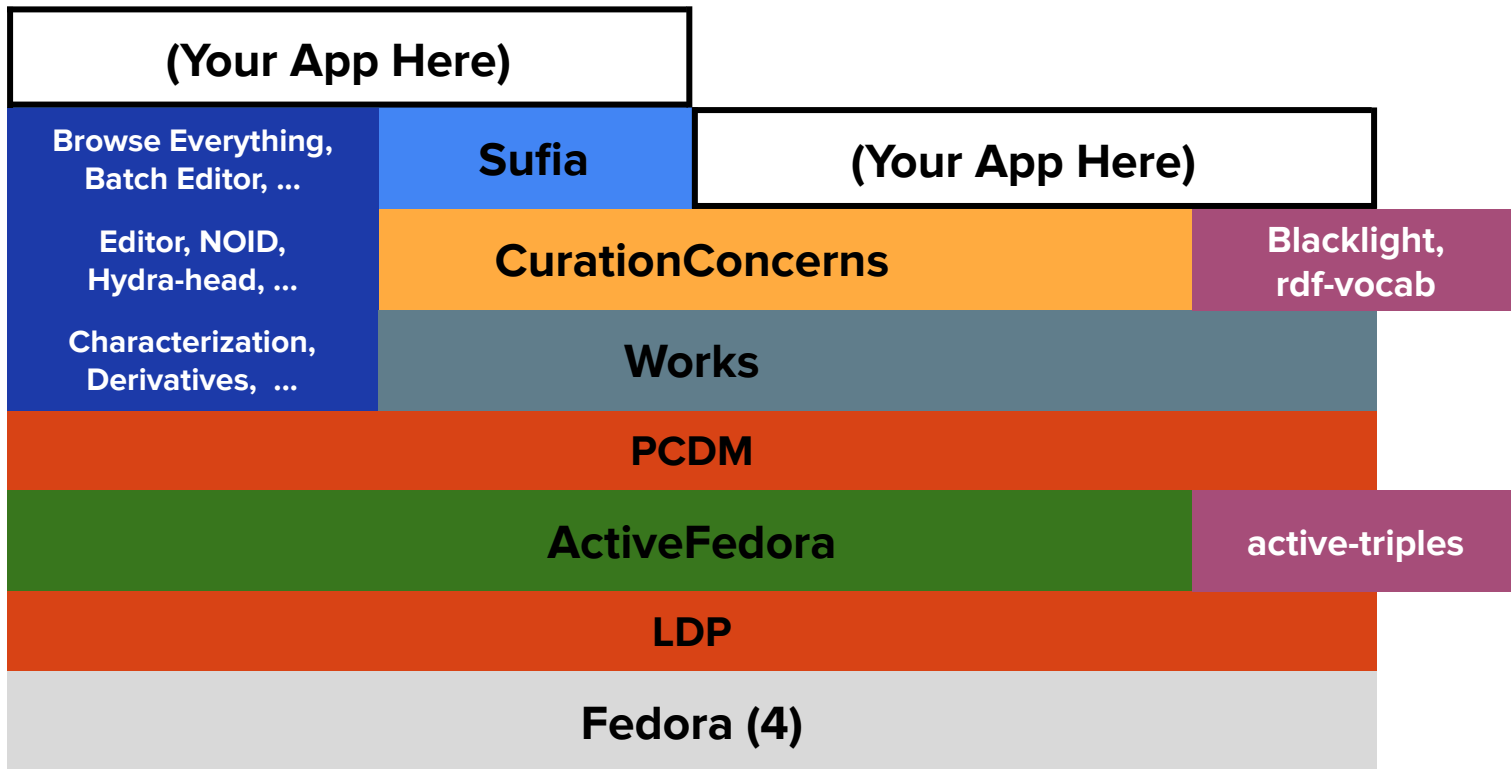 (Your App Here)
Browse Everything,
Batch Editor, ...
Sufia
(Your App Here)
Editor, NOID,
Hydra-head, ...
CurationConcerns
Blacklight,
rdf-vocab
Characterization,
Derivatives, ...
Works
PCDM
ActiveFedora
active-triples
LDP
Fedora (4)